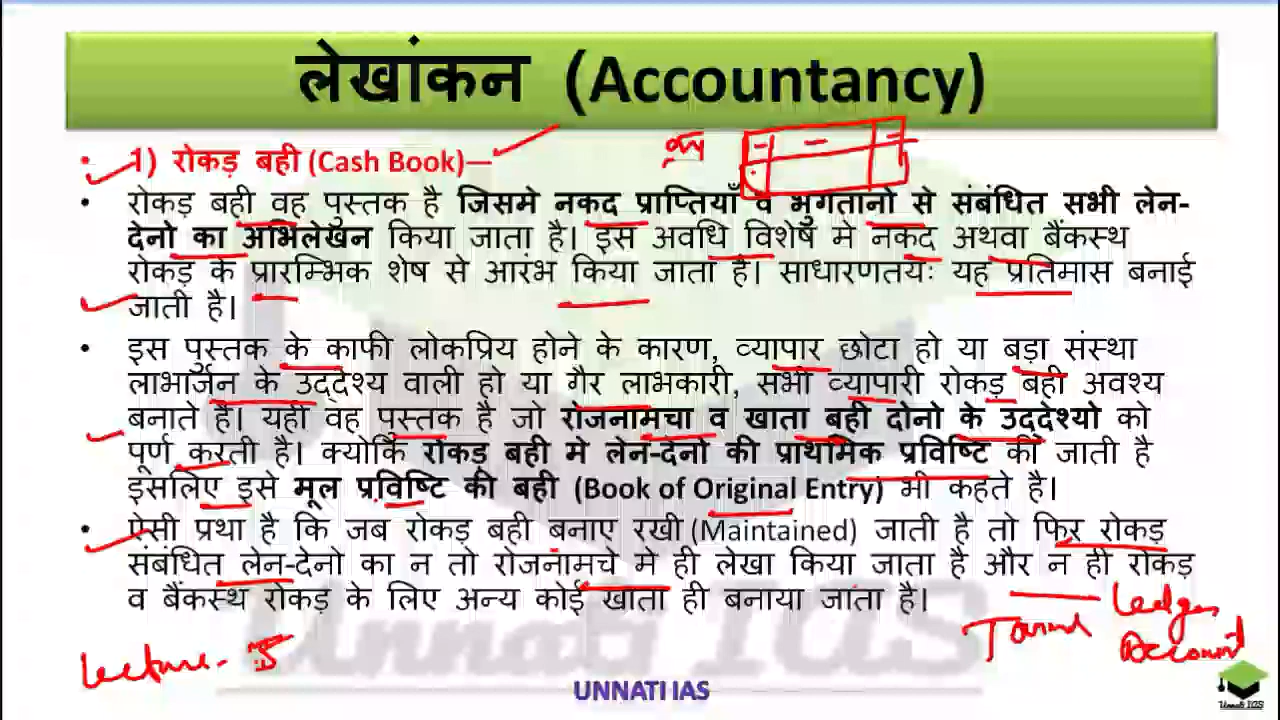 लेखांकन (Accountancy)
• 1) रोकड़ बही (Cash Book)—
• रोकड़ बही वह पुस्तक है जिसमे नकद प्राप्तियाँ व भुगतानो से संबंधित सभी लेन-
देनो का अभिलेखन किया जाता है। इस अवधि विशेष मे नकद अथवा बैंकस्थ
रोकड़ के प्रारम्भिक शेष से आरंभ किया जाता है। साधारणतयः यह प्रतिमास बनाई
जाती है।
• इस पुस्तक के काफी लोकप्रिय होने के कारण, व्यापार छोटा हो या बड़ा संस्था
लाभार्जन के उद्देश्य वाली हो या गैर लाभकारी, सभी व्यापारी रोकड़ बही अवश्य
बनाते है। यही वह पुस्तक है जो रोजनामचा व खाता बही दोनो के उद्देश्यो को
पूर्ण करती है। क्योकि रोकड़ बही मे लेन-देनो की प्राथमिक प्रविष्टि की जाती है
इसलिए इसे मूल प्रविष्टि की बही (Book of Original Entry) भी कहते है।
• ऐसी प्रथा है कि जब रोकड़ बही बनाए रखी (Maintained) जाती है तो फिर रोकड़
संबंधित लेन-देनो का न तो रोजनामचे मे ही लेखा किया जाता है और न ही रोकड़
व बैंकस्थ रोकड़ के लिए अन्य कोई खाता ही बनाया जाता है।
Ledger
Account
Lecture - 5
UNNATI IAS
Unnati IAS